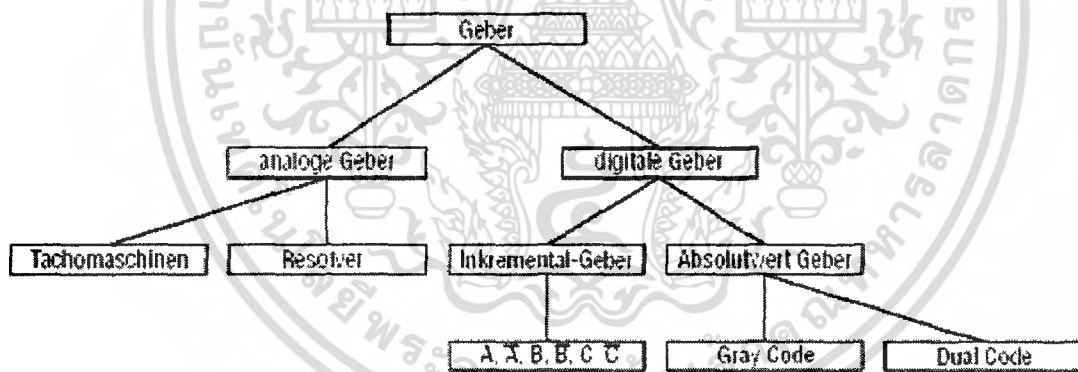 Geber
analoge Geber
digitale Geber
Tachomaschinen
Resolver
Inkremental-Geber
Absolutwert Geber
A, A̅, B, B̅, C C̅
Gray Code
Dual Code